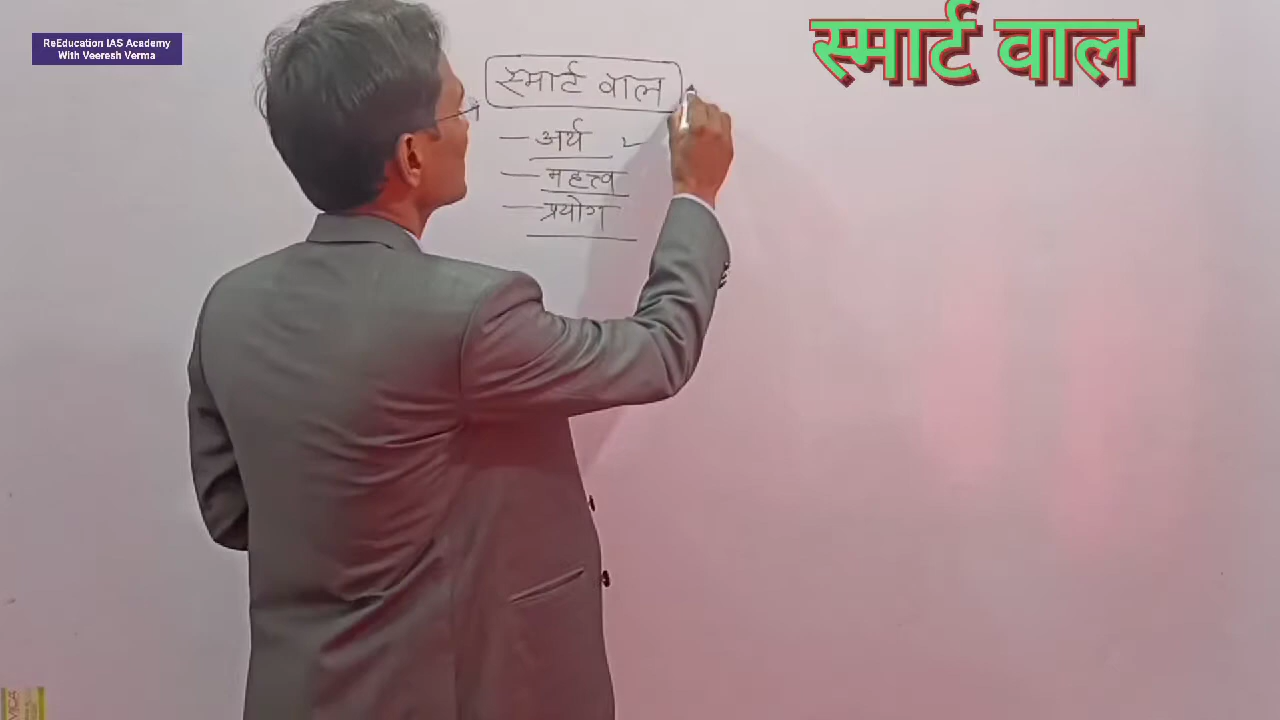 ReEducation IAS Academy
With Veeresh Verma
स्मार्ट वाल
स्मार्ट वाल
– अर्थ
– महत्त्व
– प्रयोग